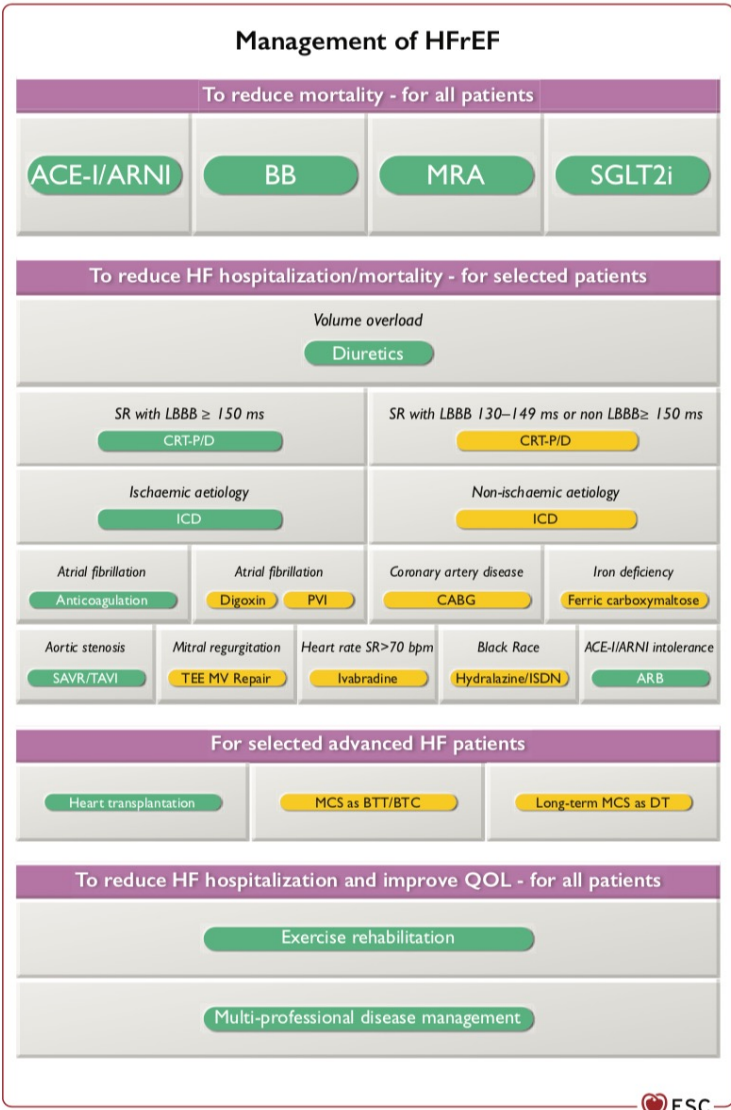 Management of HFrEF
To reduce mortality - for all patients
ACE-I/ARNI
BB
MRA
SGLT2i
To reduce HF hospitalization/mortality - for selected patients
Volume overload
Diuretics
SR with LBBB ≥ 150 ms
CRT-P/D
SR with LBBB 130–149 ms or non LBBB≥ 150 ms
CRT-P/D
Ischaemic aetiology
ICD
Non-ischaemic aetiology
ICD
Atrial fibrillation
Anticoagulation
Atrial fibrillation
Digoxin
PVI
Coronary artery disease
CABG
Iron deficiency
Ferric carboxymaltose
Aortic stenosis
SAVR/TAVI
Mitral regurgitation
TEE MV Repair
Heart rate SR>70 bpm
Ivabradine
Black Race
Hydralazine/ISDN
ACE-I/ARNI intolerance
ARB
For selected advanced HF patients
Heart transplantation
MCS as BTT/BTC
Long-term MCS as DT
To reduce HF hospitalization and improve QOL - for all patients
Exercise rehabilitation
Multi-professional disease management
ESC